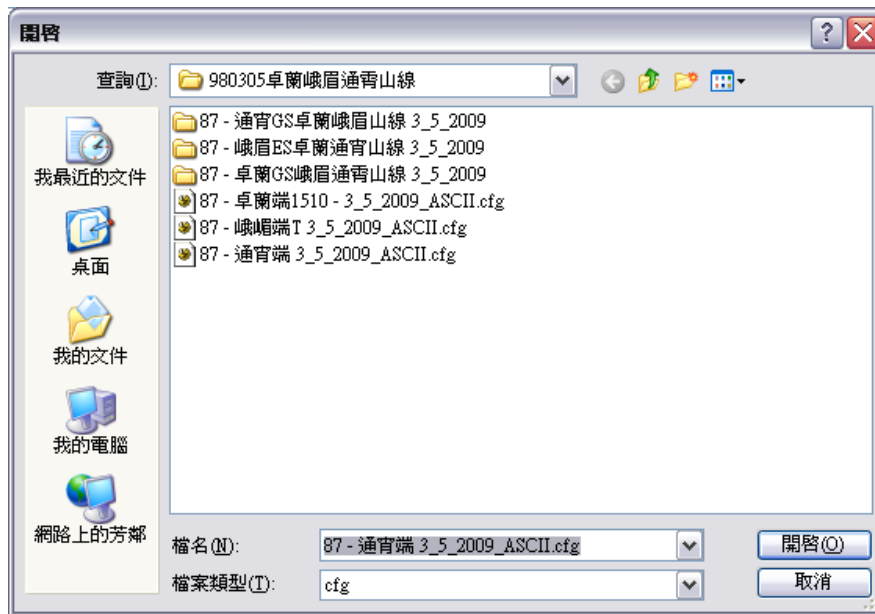 開啓
查詢(I):
980305卓蘭峨眉通霄山線
87 - 通宵GS卓蘭峨眉山線 3_5_2009
87 - 峨眉ES卓蘭通宵山線 3_5_2009
87 - 卓蘭GS峨眉通霄山線 3_5_2009
87 - 卓蘭端1510 - 3_5_2009_ASCII.cfg
87 - 峨嵋端T 3_5_2009_ASCII.cfg
87 - 通宵端 3_5_2009_ASCII.cfg
我最近的文件
桌面
我的文件
我的電腦
網路上的芳鄰
檔名(N):
87 - 通宵端 3_5_2009_ASCII.cfg
開啓(O)
檔案類型(T):
cfg
取消